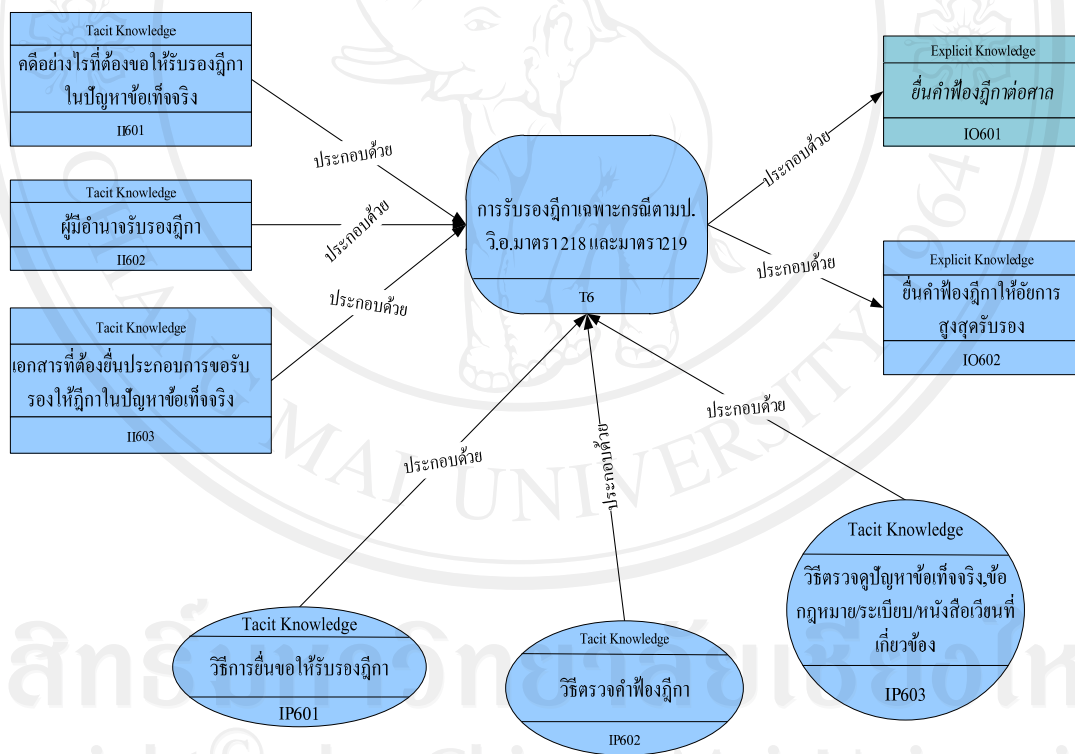 Tacit Knowledge
คดีอย่างไรที่ต้องขอให้รับรองฎีกา
ในปัญหาข้อเท็จจริง
II601
Tacit Knowledge
ผู้มีอำนาจรับรองฎีกา
II602
Tacit Knowledge
เอกสารที่ต้องยื่นประกอบการขอรับ
รองให้ฎีกาในปัญหาข้อเท็จจริง
II603
ประกอบด้วย
ประกอบด้วย
ประกอบด้วย
การรับรองฎีกาเฉพาะกรณีตามป.
วิ.อ.มาตรา 218 และมาตรา219
T6
ประกอบด้วย
ประกอบด้วย
Explicit Knowledge
ยื่นคำฟ้องฎีกาต่อศาล
IO601
Explicit Knowledge
ยื่นคำฟ้องฎีกาให้อัยการ
สูงสุดรับรอง
IO602
ประกอบด้วย
ประกอบด้วย
ประกอบด้วย
Tacit Knowledge
วิธีการยื่นขอให้รับรองฎีกา
IP601
Tacit Knowledge
วิธีตรวจคำฟ้องฎีกา
IP602
Tacit Knowledge
วิธีตรวจดูปัญหาข้อเท็จจริง,ข้อ
กฎหมาย/ระเบียบ/หนังสือเวียนที่
เกี่ยวข้อง
IP603
CHIANG MAI UNIVERSITY 1964